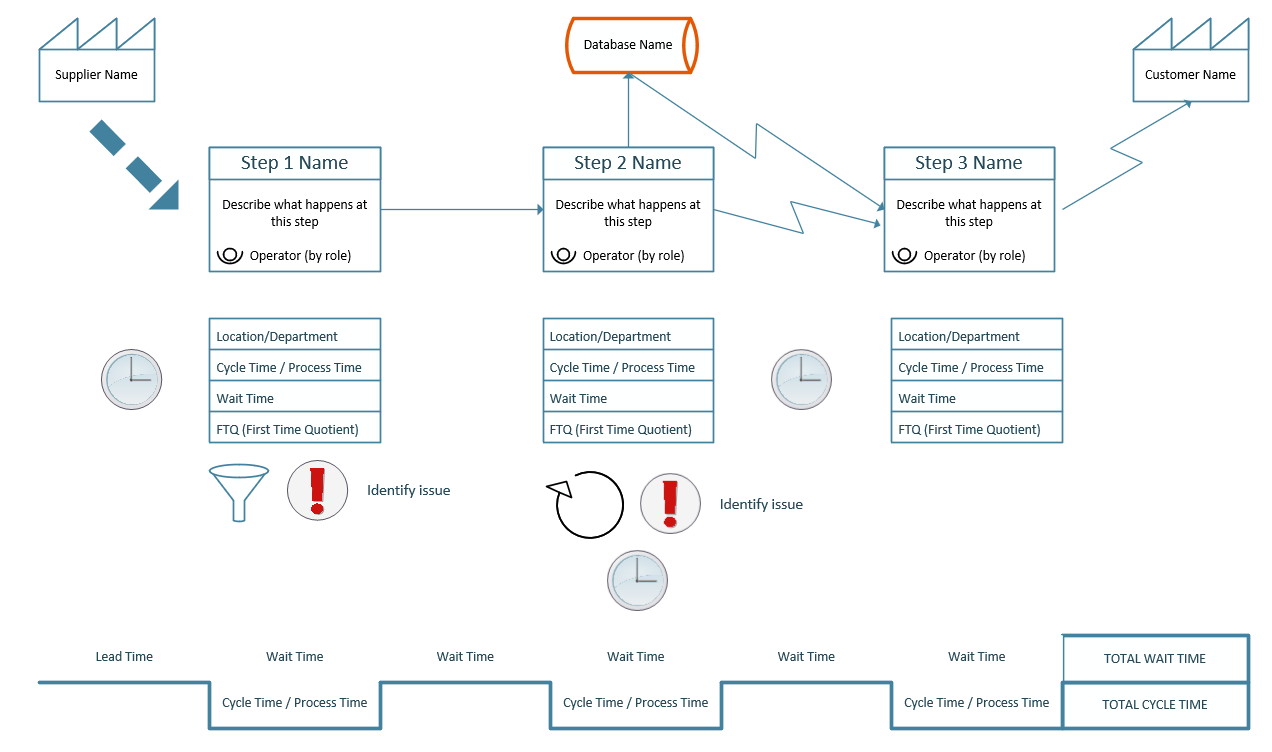 Database Name
Supplier Name
Customer Name
Step 1 Name
Step 2 Name
Step 3 Name
Describe what happens at
this step
Operator (by role)
Describe what happens at
this step
Operator (by role)
Describe what happens at
this step
Operator (by role)
Location/Department
Cycle Time / Process Time
Wait Time
FTQ (First Time Quotient)
Location/Department
Cycle Time / Process Time
Wait Time
FTQ (First Time Quotient)
Location/Department
Cycle Time / Process Time
Wait Time
FTQ (First Time Quotient)
Identify issue
Identify issue
Lead Time
Wait Time
Wait Time
Wait Time
Wait Time
Wait Time
TOTAL WAIT TIME
Cycle Time / Process Time
Cycle Time / Process Time
Cycle Time / Process Time
TOTAL CYCLE TIME